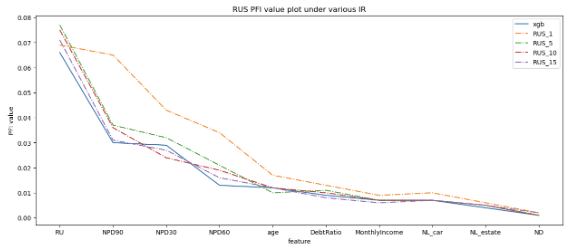 RUS PFI value plot under various IR
xgb
RUS_1
RUS_5
RUS_10
RUS_15
PFI value
0.08
0.07
0.06
0.05
0.04
0.03
0.02
0.01
0.00
RU NPD90 NPD30 NPD60 age DebtRatio MonthlyIncome NL_car NL_estate ND
feature